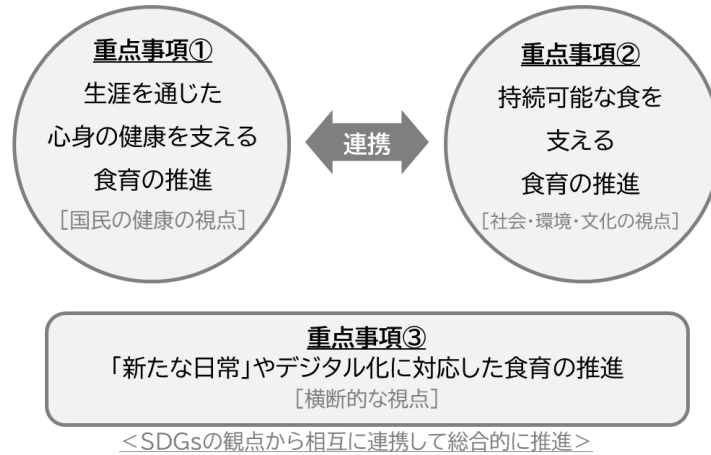 重点事項①
生涯を通じた
心身の健康を支える
食育の推進
[国民の健康の視点]
連携
重点事項②
持続可能な食を
支える
食育の推進
[社会・環境・文化の視点]
重点事項③
「新たな日常」やデジタル化に対応した食育の推進
[横断的な視点]
<SDGsの観点から相互に連携して総合的に推進>